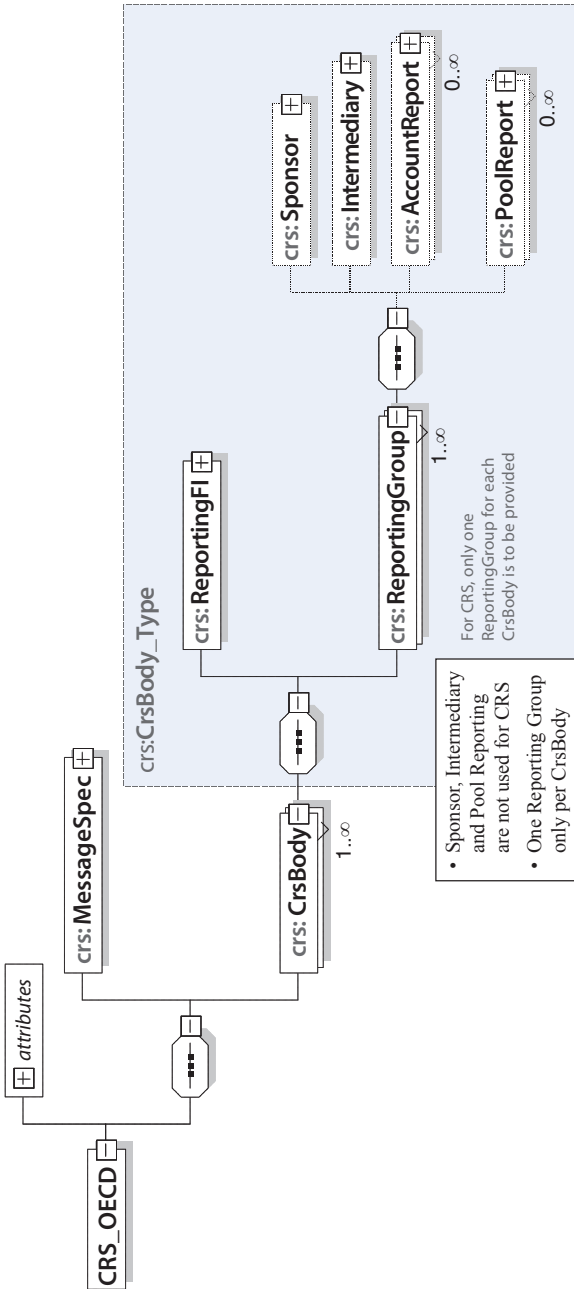 CRS_OECD
attributes
crs:MessageSpec
crs:CrsBody
1..∞
crs:CrsBody_Type
crs:ReportingFI
crs:ReportingGroup
1..∞
For CRS, only one
ReportingGroup for each
CrsBody is to be provided
crs:Sponsor
crs:Intermediary
crs:AccountReport
0..∞
crs:PoolReport
0..∞
• Sponsor, Intermediary
and Pool Reporting
are not used for CRS
• One Reporting Group
only per CrsBody